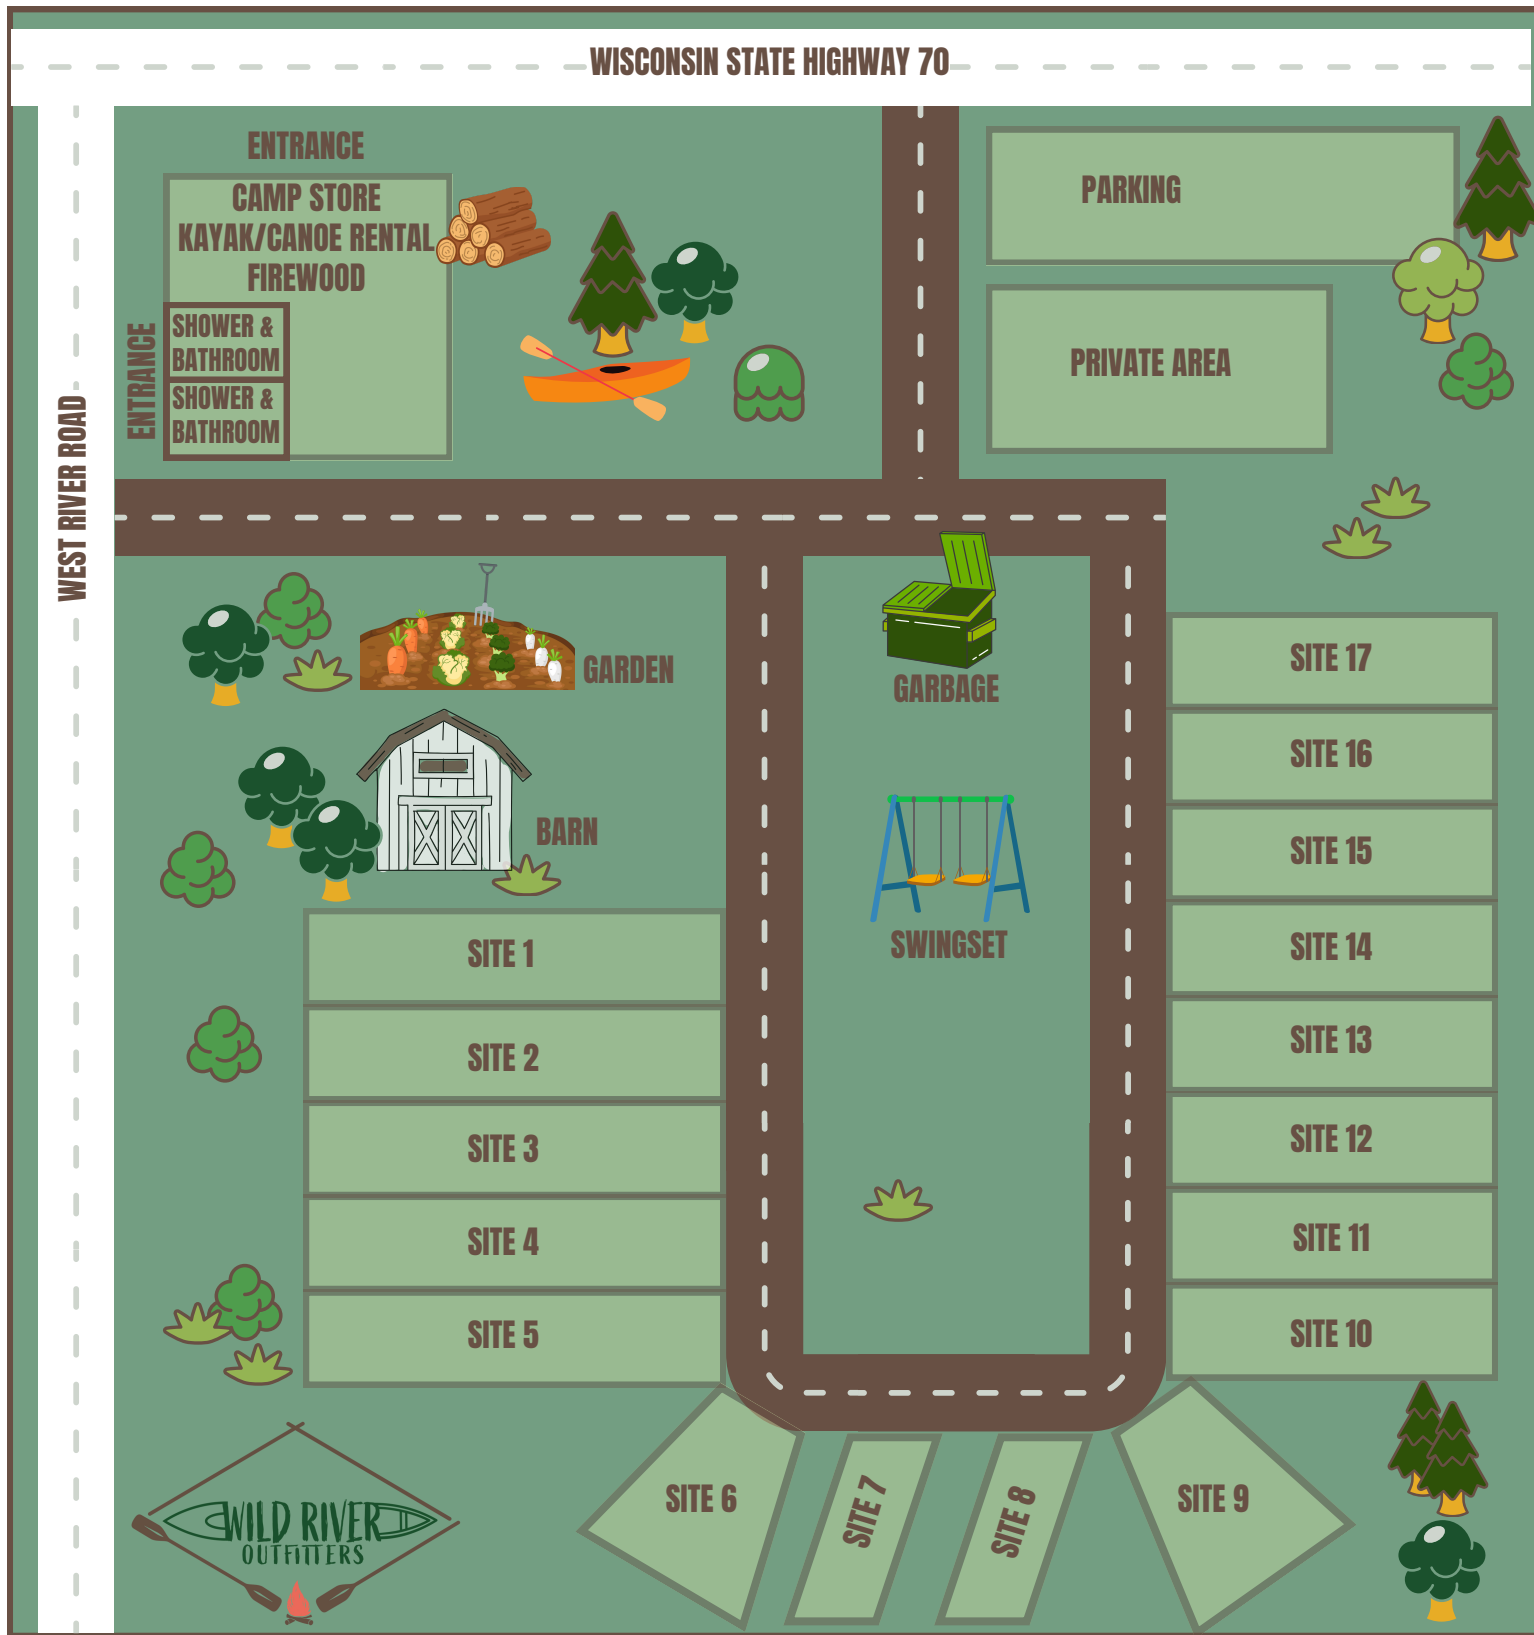 WISCONSIN STATE HIGHWAY 70
WEST RIVER ROAD
ENTRANCE
CAMP STORE
KAYAK/CANOE RENTAL
FIREWOOD
ENTRANCE
SHOWER &
BATHROOM
SHOWER &
BATHROOM
PARKING
PRIVATE AREA
GARDEN
BARN
GARBAGE
SWINGSET
SITE 1
SITE 2
SITE 3
SITE 4
SITE 5
SITE 6
SITE 7
SITE 8
SITE 9
SITE 17
SITE 16
SITE 15
SITE 14
SITE 13
SITE 12
SITE 11
SITE 10
WILD RIVER
OUTFITTERS